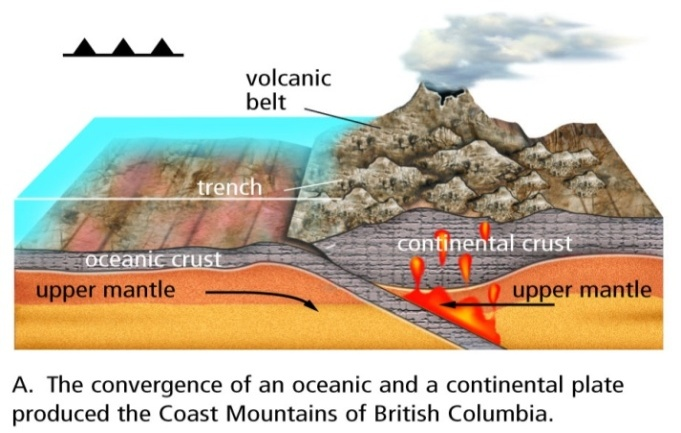 volcanic
belt
trench
continental crust
oceanic crust
upper mantle
upper mantle
A. The convergence of an oceanic and a continental plate
produced the Coast Mountains of British Columbia.